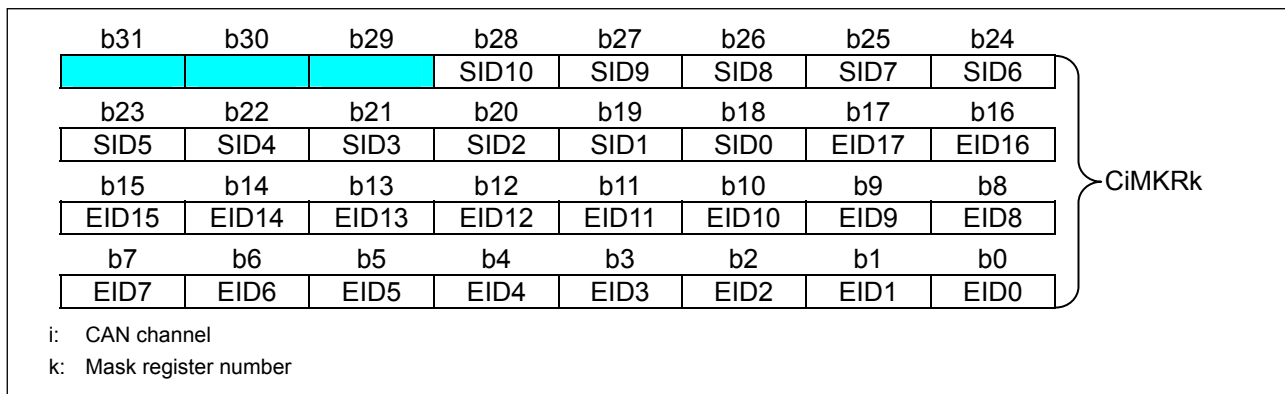 b31 b30 b29 b28 b27 b26 b25 b24
SID10 SID9 SID8 SID7 SID6
b23 b22 b21 b20 b19 b18 b17 b16
SID5 SID4 SID3 SID2 SID1 SID0 EID17 EID16
CiMKRk
b15 b14 b13 b12 b11 b10 b9 b8
EID15 EID14 EID13 EID12 EID11 EID10 EID9 EID8
b7 b6 b5 b4 b3 b2 b1 b0
EID7 EID6 EID5 EID4 EID3 EID2 EID1 EID0
i: CAN channel
k: Mask register number